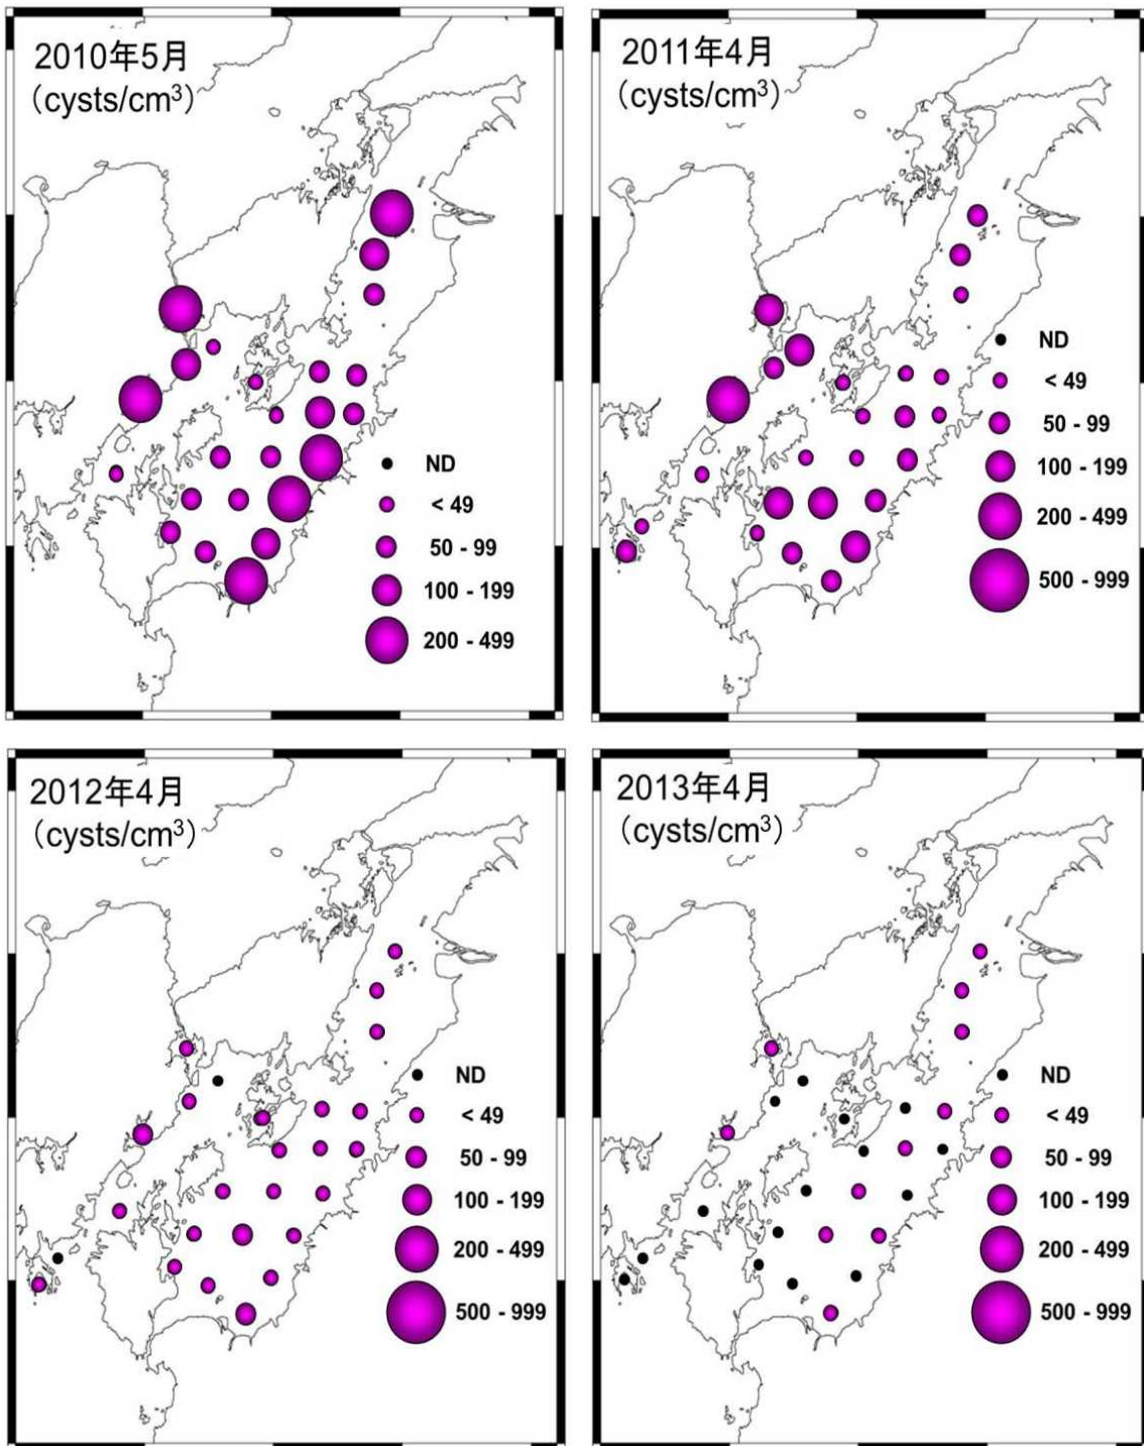 2010年5月
(cysts/cm³)
ND
< 49
50 - 99
100 - 199
200 - 499
2011年4月
(cysts/cm³)
ND
< 49
50 - 99
100 - 199
200 - 499
500 - 999
2012年4月
(cysts/cm³)
ND
< 49
50 - 99
100 - 199
200 - 499
500 - 999
2013年4月
(cysts/cm³)
ND
< 49
50 - 99
100 - 199
200 - 499
500 - 999